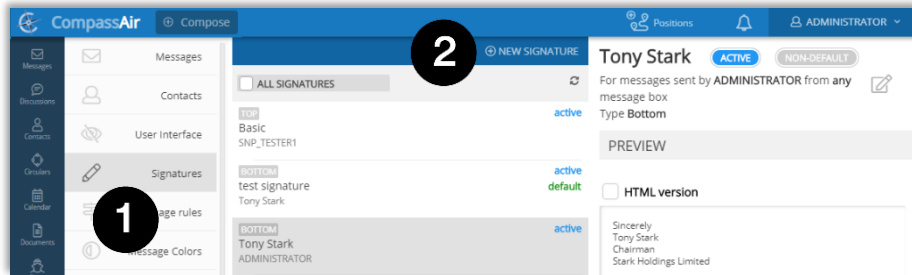 CompassAir
Compose
Positions
ADMINISTRATOR
Messages
Discussions
Contacts
Circulars
Calendar
Documents
Messages
Contacts
User Interface
Signatures
age rules
Message Colors
1
2
NEW SIGNATURE
ALL SIGNATURES
TOP
active
Basic
SNP_TESTER1
BOTTOM
active
test signature
default
Tony Stark
BOTTOM
active
Tony Stark
ADMINISTRATOR
Tony Stark ACTIVE NON-DEFAULT
For messages sent by ADMINISTRATOR from any
message box
Type Bottom
PREVIEW
HTML version
Sincerely
Tony Stark
Chairman
Stark Holdings Limited